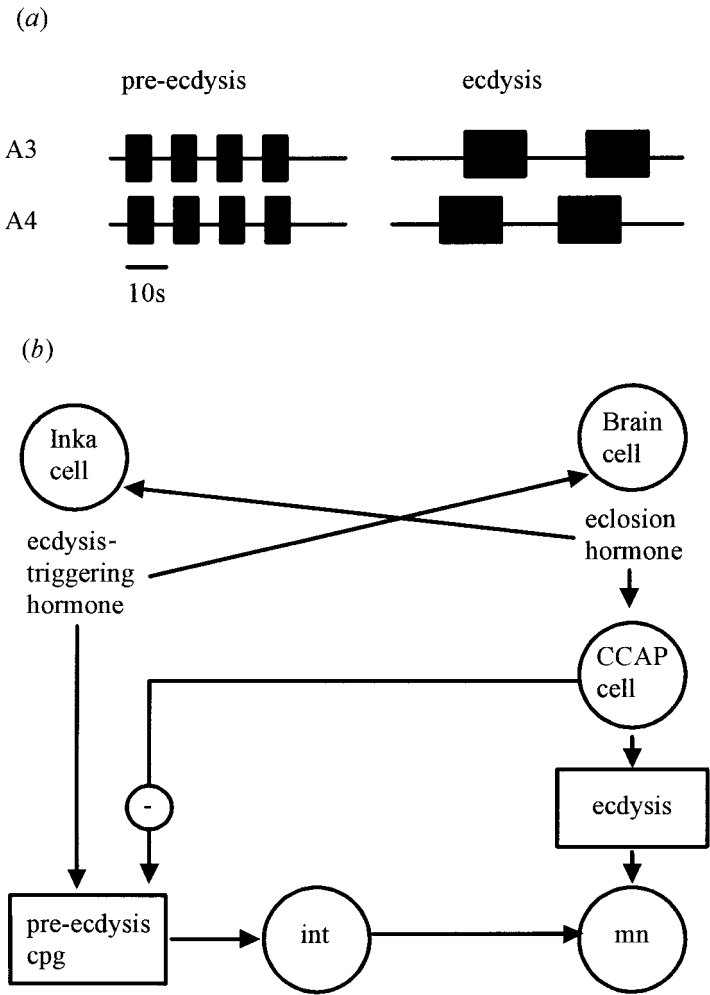 (a)
pre-ecdysis
ecdysis
A3
A4
10s
(b)
Inka
cell
Brain
cell
ecdysis-
triggering
hormone
eclosion
hormone
CCAP
cell
-
ecdysis
pre-ecdysis
cpg
int
mn